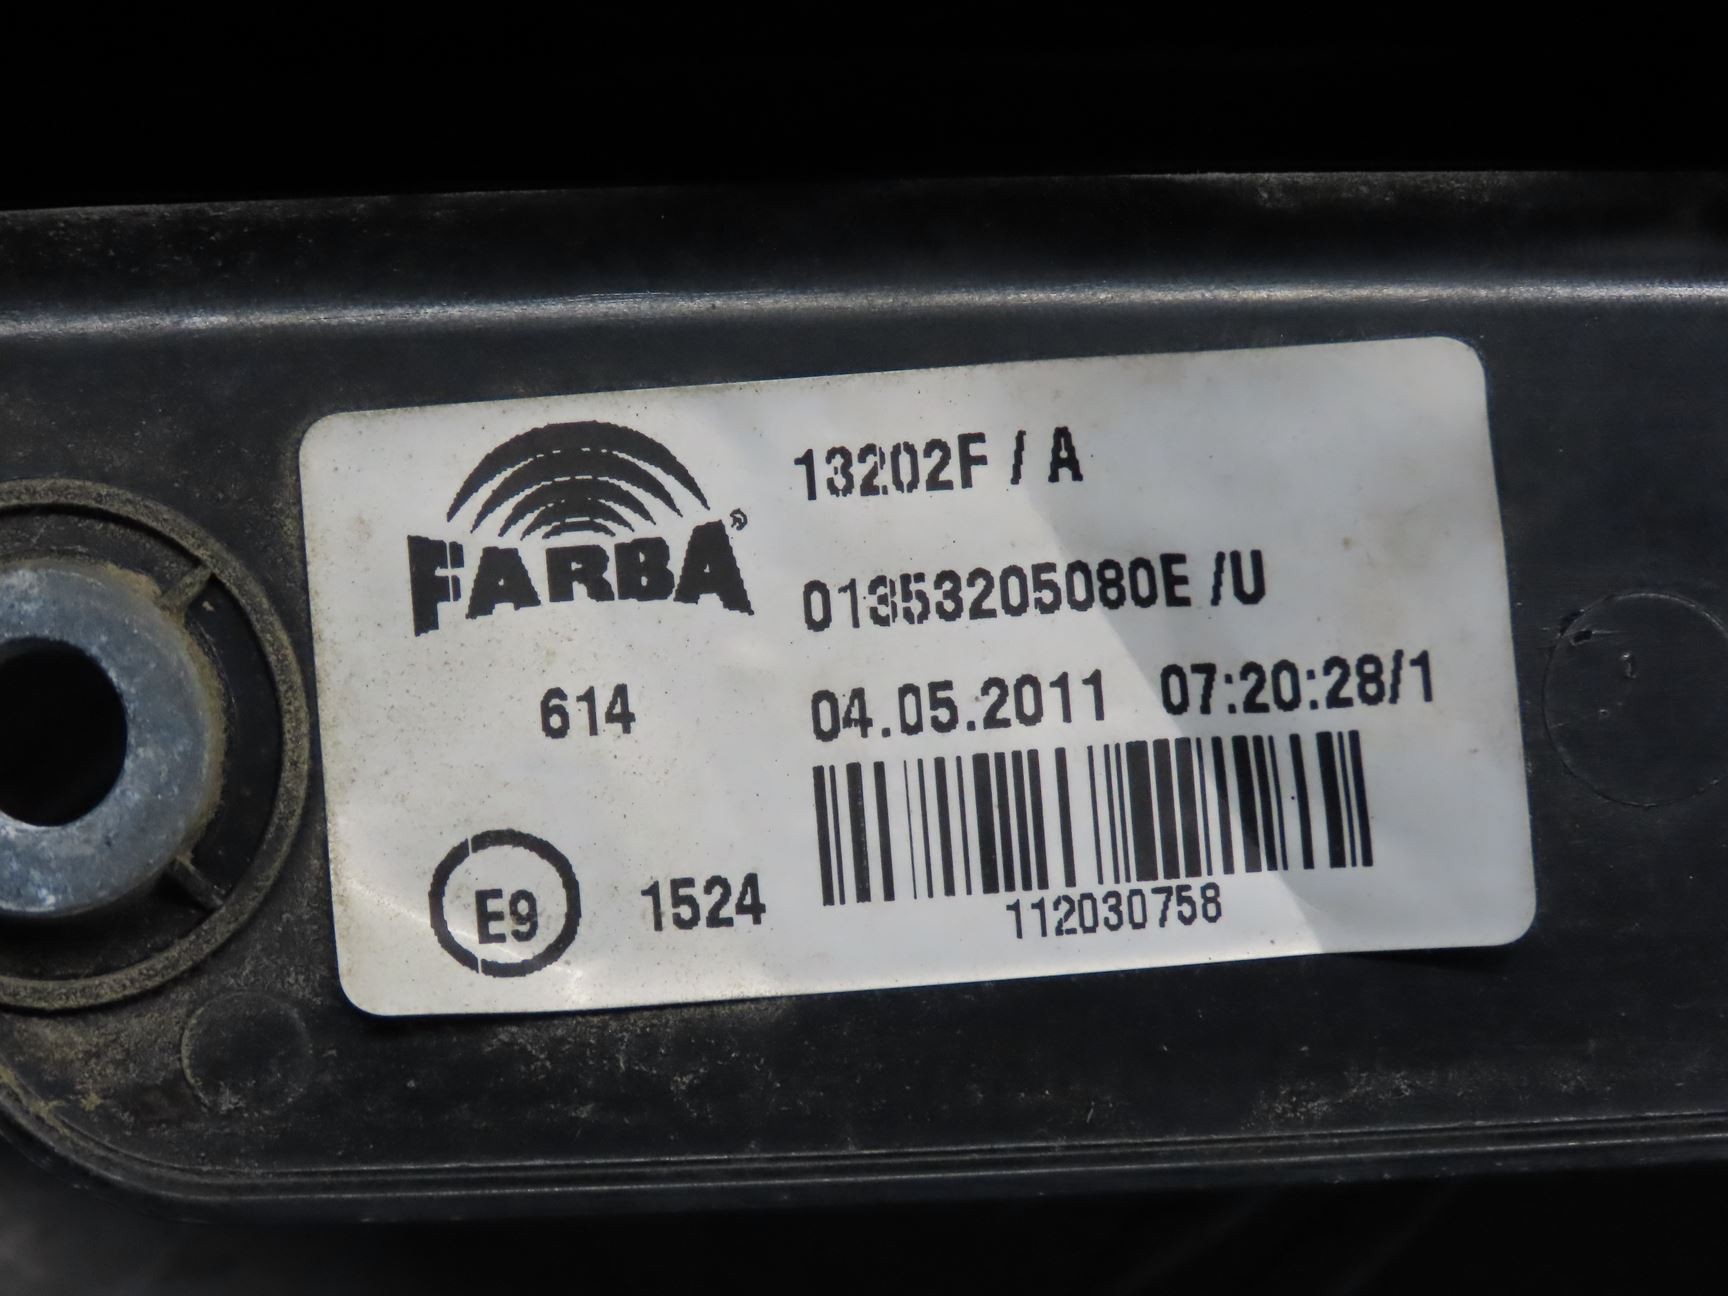 FARBA®
13202F / A
01353205080E /U
614
04.05.2011 07:20:28/1
E9
1524
112030758